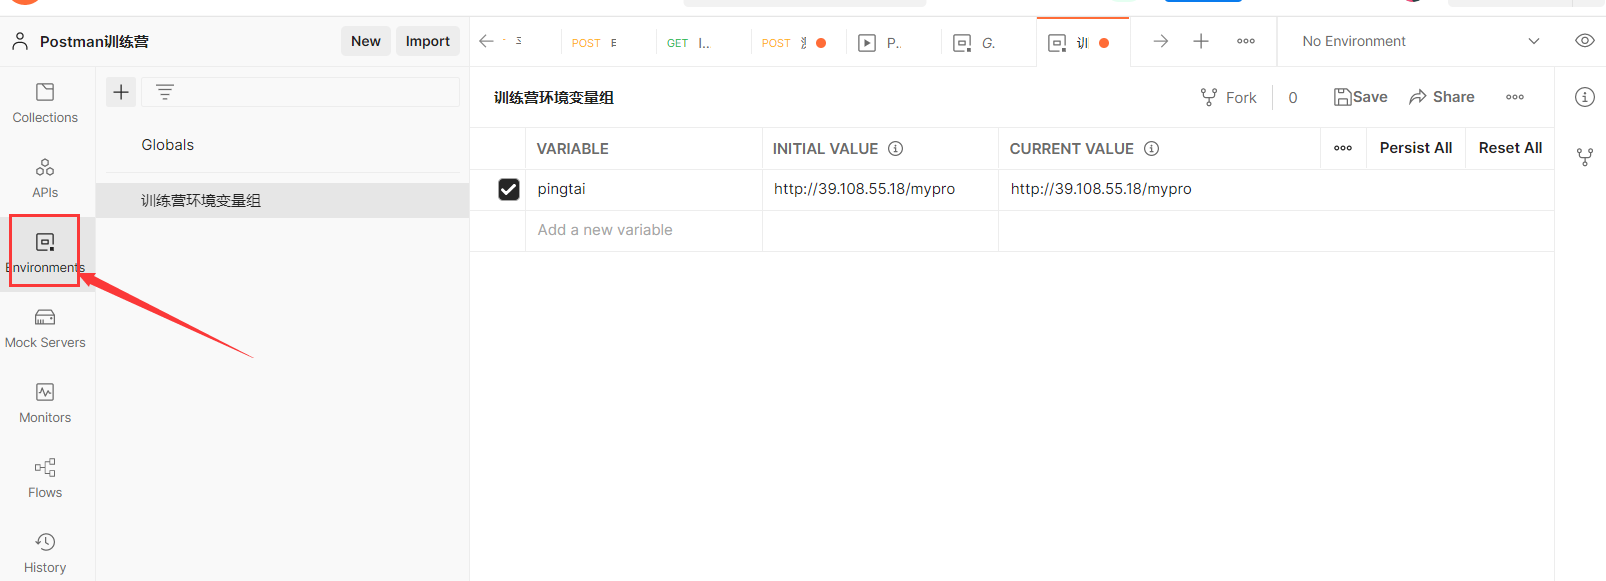 Postman训练营
New
Import
POST E
GET I..
POST
P..
G.
训
No Environment
Collections
APIs
Environments
Mock Servers
Monitors
Flows
History
Globals
训练营环境变量组
训练营环境变量组
Fork 0 Save Share
VARIABLE INITIAL VALUE CURRENT VALUE Persist All Reset All
pingtai http://39.108.55.18/mypro http://39.108.55.18/mypro
Add a new variable